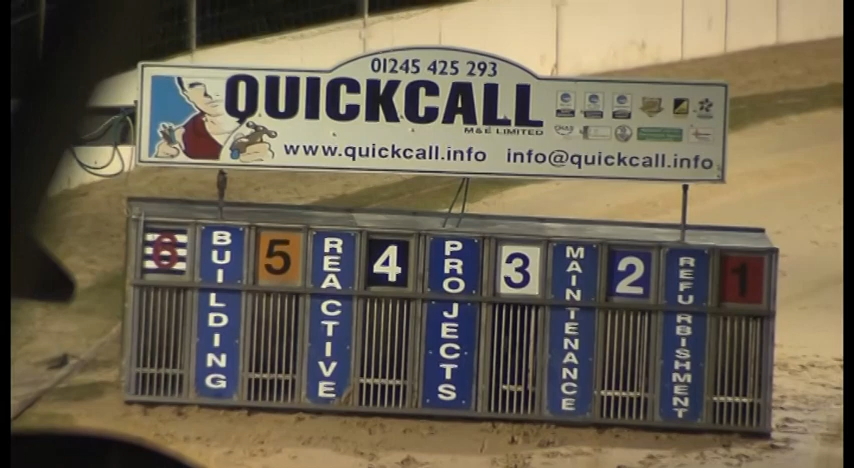 01245 425 293
QUICKCALL
M&E LIMITED
www.quickcall.info info@quickcall.info
6
BUILDING
5
REACTIVE
4
PROJECTS
3
MAINTENANCE
2
REFURBISHMENT
1